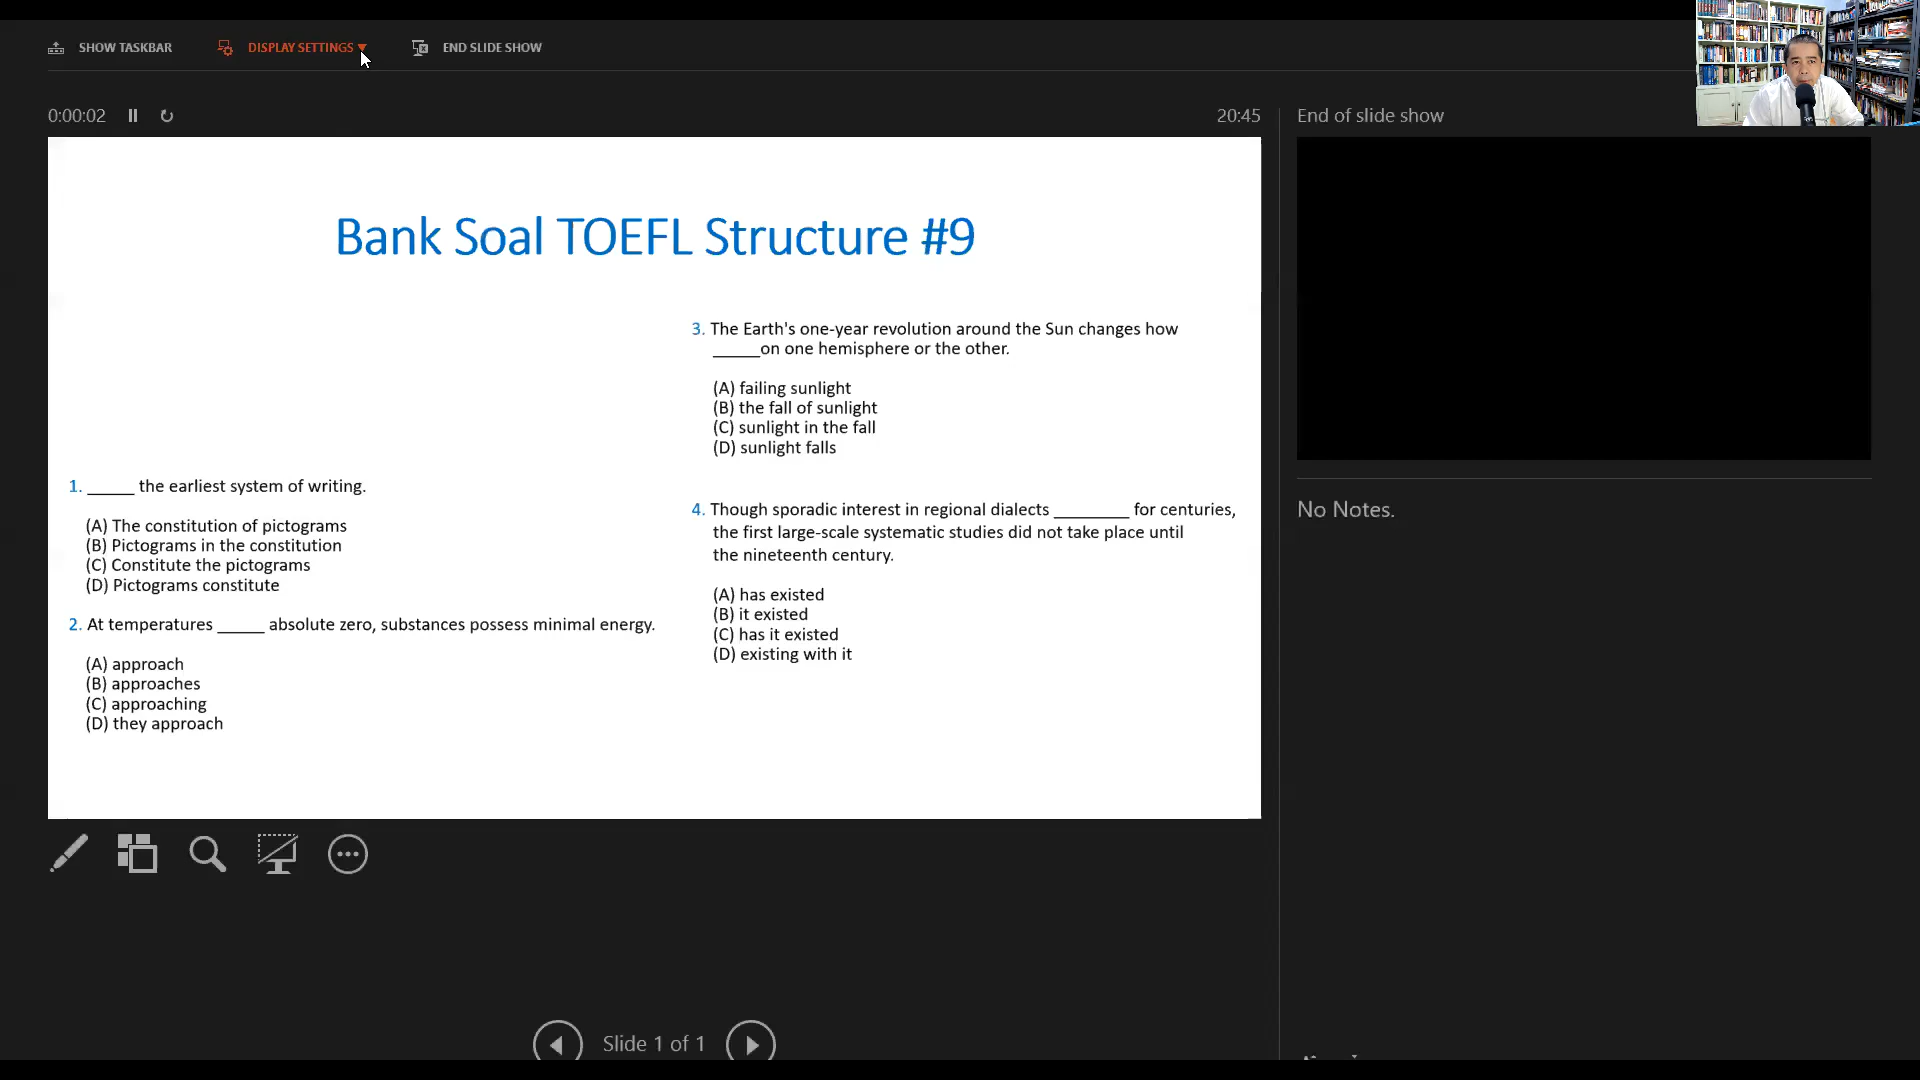 SHOW TASKBAR
DISPLAY SETTINGS
END SLIDE SHOW
0:00:02
20:45
End of slide show
Bank Soal TOEFL Structure #9
1. _____ the earliest system of writing.
(A) The constitution of pictograms
(B) Pictograms in the constitution
(C) Constitute the pictograms
(D) Pictograms constitute
2. At temperatures _____ absolute zero, substances possess minimal energy.
(A) approach
(B) approaches
(C) approaching
(D) they approach
3. The Earth's one-year revolution around the Sun changes how
_____on one hemisphere or the other.
(A) failing sunlight
(B) the fall of sunlight
(C) sunlight in the fall
(D) sunlight falls
4. Though sporadic interest in regional dialects ________ for centuries,
the first large-scale systematic studies did not take place until
the nineteenth century.
(A) has existed
(B) it existed
(C) has it existed
(D) existing with it
No Notes.
Slide 1 of 1